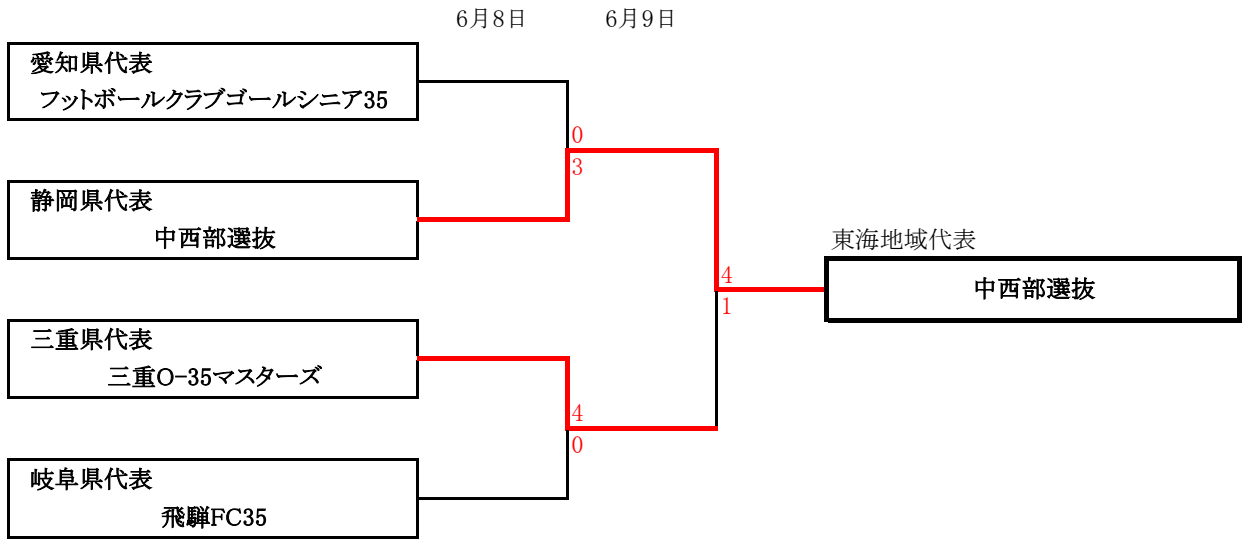 6月8日 6月9日
愛知県代表
フットボールクラブゴールシニア35
0
3
静岡県代表
中西部選抜
東海地域代表
4
中西部選抜
1
三重県代表
三重O-35マスターズ
4
0
岐阜県代表
飛騨FC35